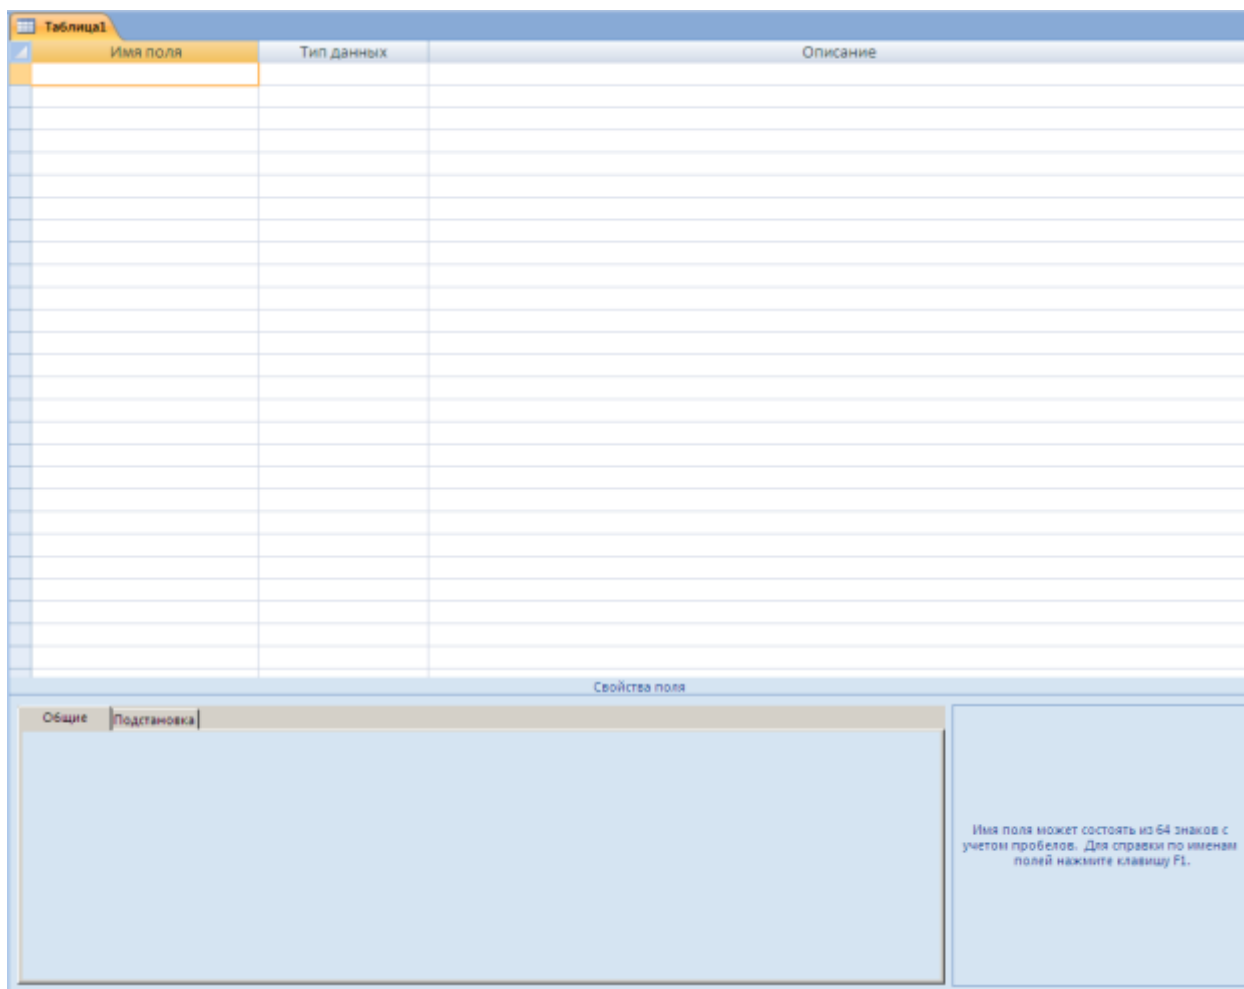 Таблица1
Имя поля Тип данных Описание
Свойства поля
Общие Подстановка
Имя поля может состоять из 64 знаков с
учетом пробелов. Для справки по именам
полей нажмите клавишу F1.